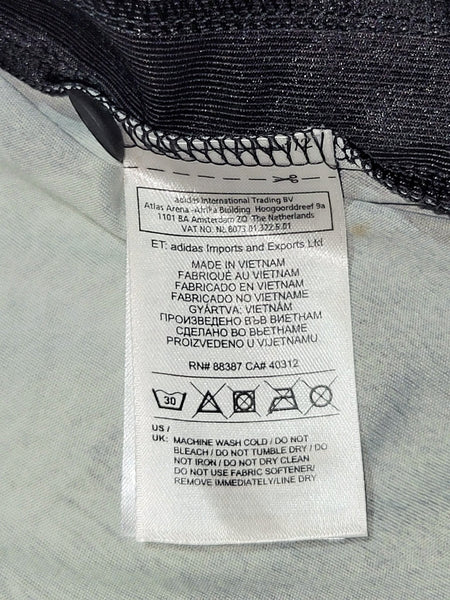 adidas International Trading BV
Atlas Arena -Afrika Building Hoogoorddreef 9a
1101 BA Amsterdam ZO The Netherlands
VAT NO. NL 8073.01.322.B.01
ET: adidas Imports and Exports Ltd
MADE IN VIETNAM
FABRIQUÉ AU VIETNAM
FABRICADO EN VIETNAM
FABRICADO NO VIETNAME
GYÁRTVA: VIETNÁM
ПРОИЗВЕДЕНО ВЪВ ВИЕТНАМ
СДЕЛАНО ВО ВЬЕТНАМЕ
PROIZVEDENO U VIJETNAMU
RN# 88387 CA# 40312
30
US /
UK: MACHINE WASH COLD / DO NOT
BLEACH / DO NOT TUMBLE DRY / DO
NOT IRON / DO NOT DRY CLEAN
DO NOT USE FABRIC SOFTENER/
REMOVE IMMEDIATELY/LINE DRY